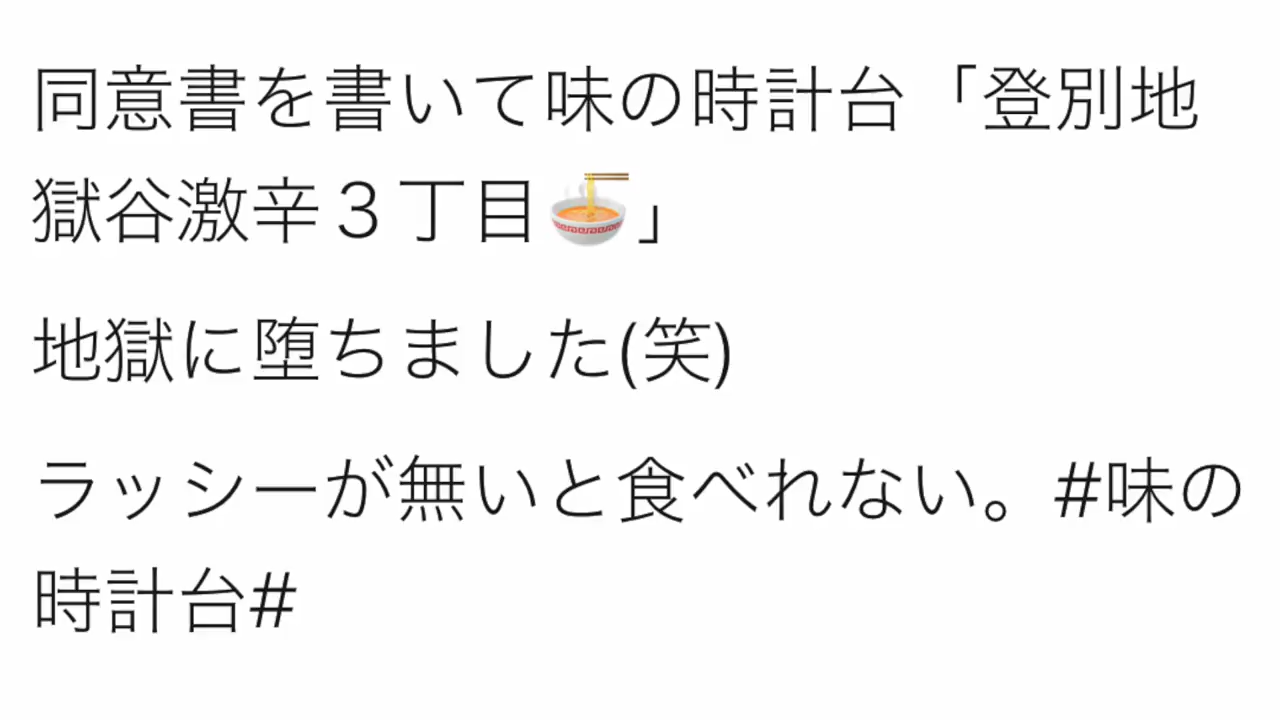 同意書を書いて味の時計台「登別地
獄谷激辛３丁目🍜」
地獄に堕ちました(笑)
ラッシーが無いと食べれない。#味の
時計台#